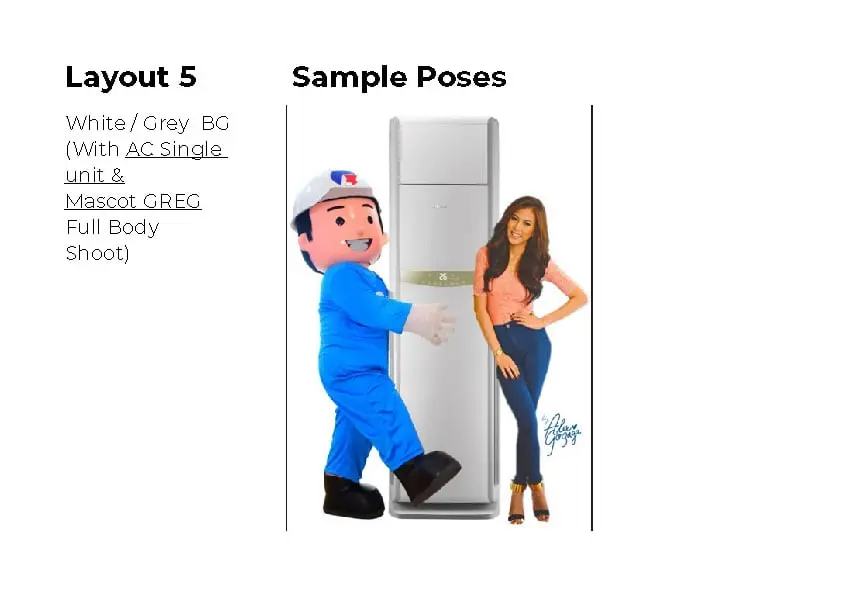 Layout 5
Sample Poses
White / Grey BG
(With AC Single
unit &
Mascot GREG
Full Body
Shoot)
26